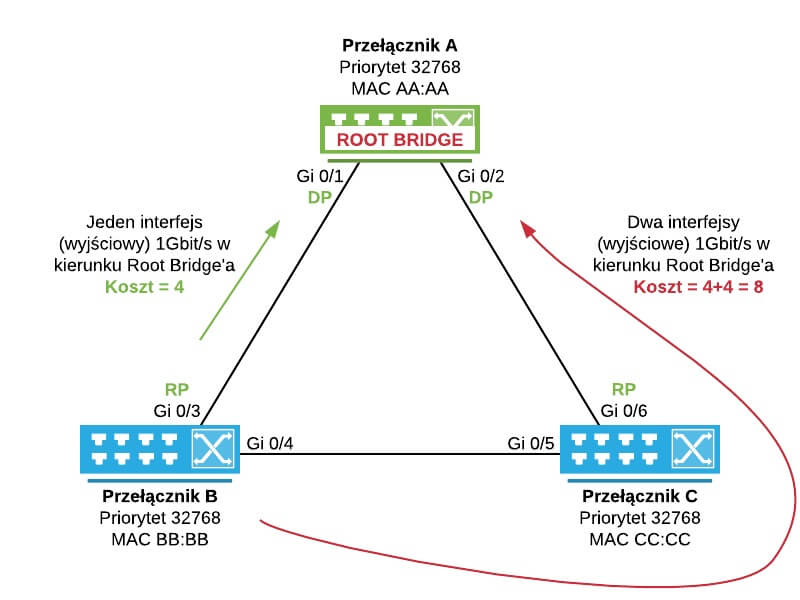 Przełącznik A
Priorytet 32768
MAC AA:AA
ROOT BRIDGE
Gi 0/1
Gi 0/2
DP
DP
Jeden interfejs
(wyjściowy) 1Gbit/s w
kierunku Root Bridge'a
Koszt = 4
Dwa interfejsy
(wyjściowe) 1Gbit/s w
kierunku Root Bridge'a
Koszt = 4+4 = 8
RP
Gi 0/3
RP
Gi 0/6
Gi 0/4
Gi 0/5
Przełącznik B
Priorytet 32768
MAC BB:BB
Przełącznik C
Priorytet 32768
MAC CC:CC